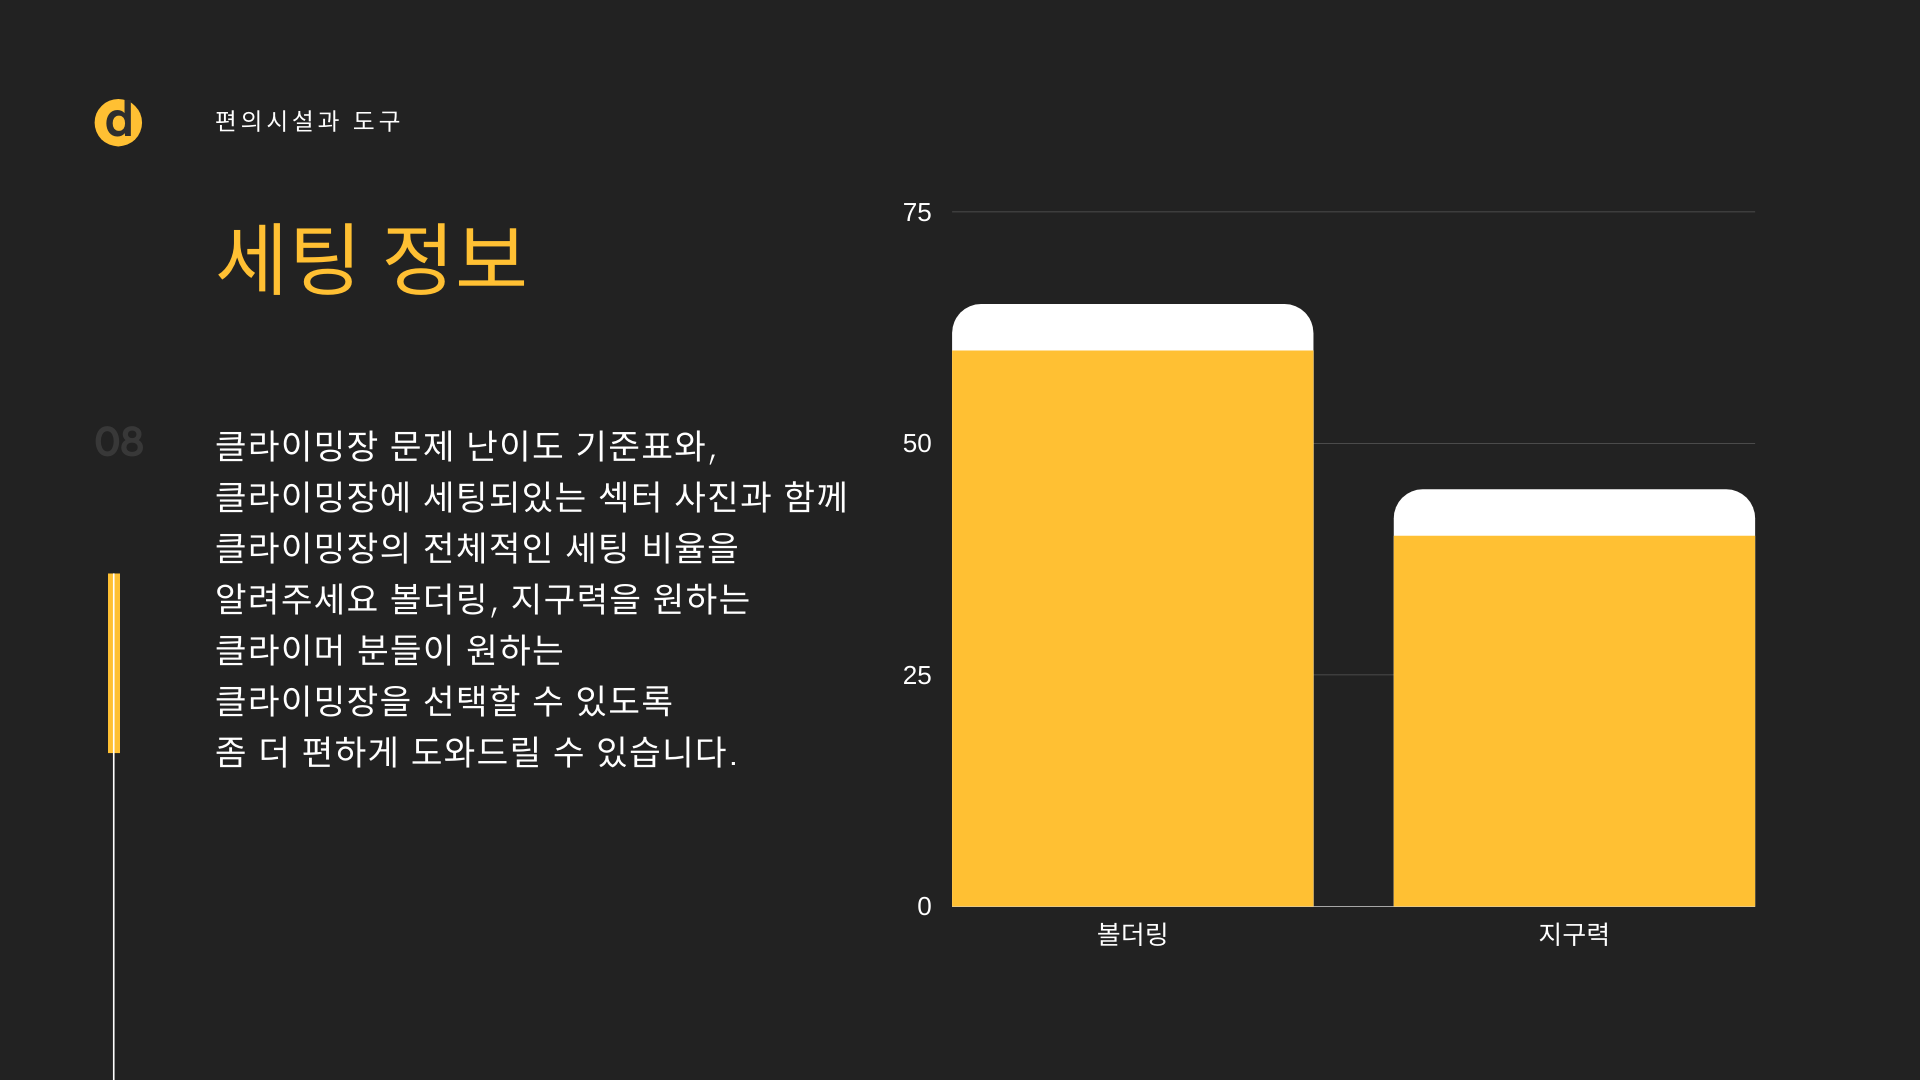 d
편의시설과 도구
세팅 정보
08
클라이밍장 문제 난이도 기준표와,
클라이밍장에 세팅되있는 섹터 사진과 함께
클라이밍장의 전체적인 세팅 비율을
알려주세요 볼더링, 지구력을 원하는
클라이머 분들이 원하는
클라이밍장을 선택할 수 있도록
좀 더 편하게 도와드릴 수 있습니다.
75
50
25
0
볼더링
지구력